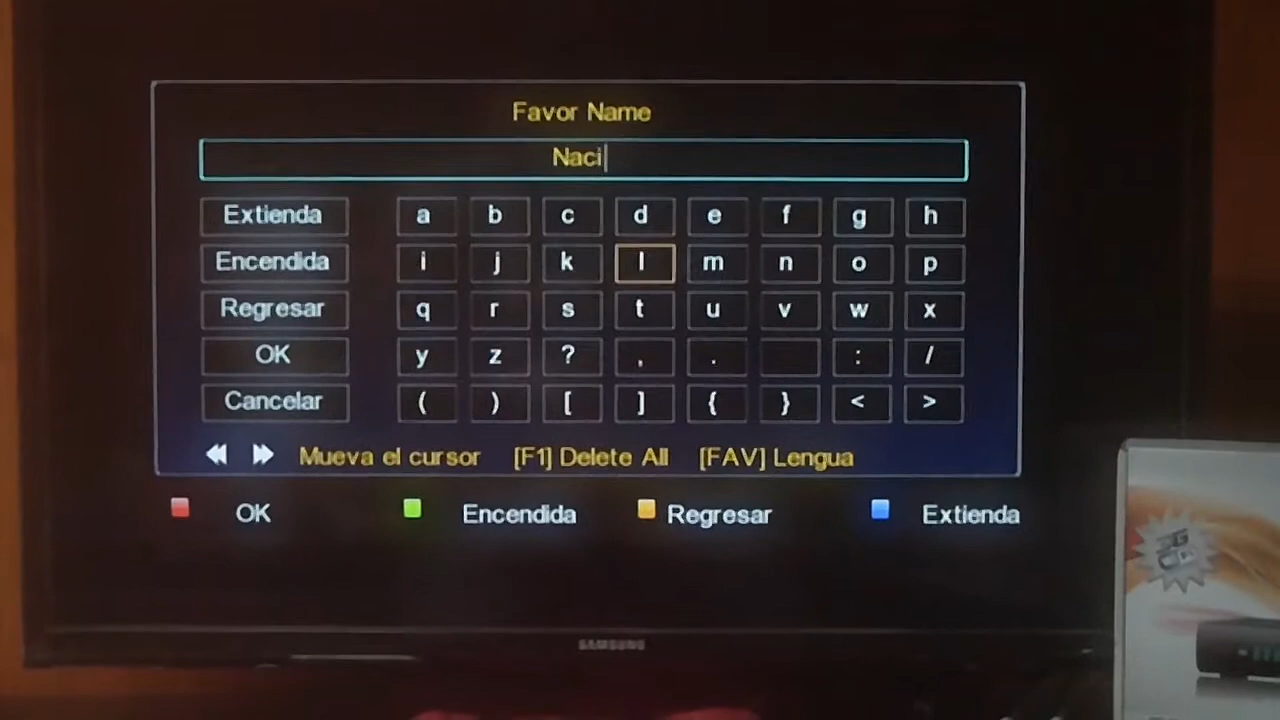 Favor Name
Naci
Extienda a b c d e f g h
Encendida i j k l m n o p
Regresar q r s t u v w x
OK y z ? , . : /
Cancelar ( ) [ ] { } < >
Mueva el cursor [F1] Delete All [FAV] Lengua
OK Encendida Regresar Extienda
SAMSUNG